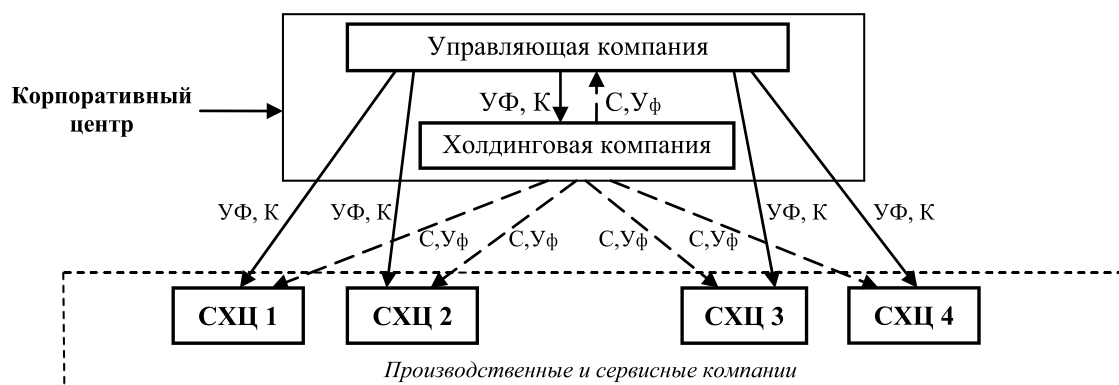 Управляющая компания
Корпоративный
центр
УФ, К
С,Уф
Холдинговая компания
УФ, К
УФ, К
УФ, К
УФ, К
С,Уф
С,Уф
С,Уф
С,Уф
СХЦ 1
СХЦ 2
СХЦ 3
СХЦ 4
Производственные и сервисные компании